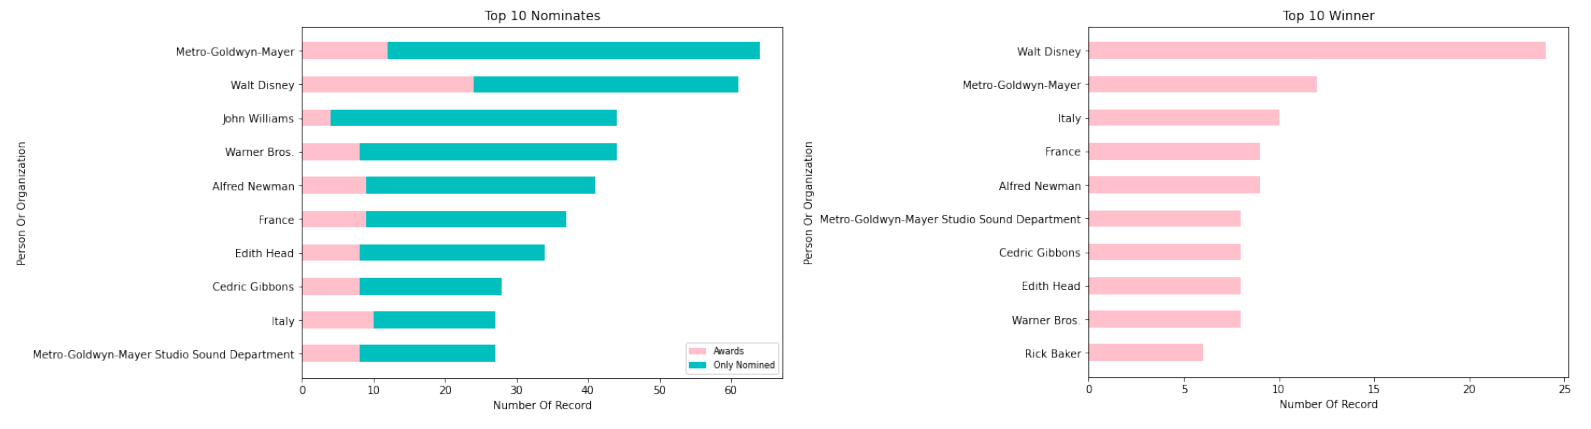 Top 10 Nominates
Person Or Organization
Metro-Goldwyn-Mayer
Walt Disney
John Williams
Warner Bros.
Alfred Newman
France
Edith Head
Cedric Gibbons
Italy
Metro-Goldwyn-Mayer Studio Sound Department
Awards
Only Nomined
0 10 20 30 40 50 60
Number Of Record
Top 10 Winner
Person Or Organization
Walt Disney
Metro-Goldwyn-Mayer
Italy
France
Alfred Newman
Metro-Goldwyn-Mayer Studio Sound Department
Cedric Gibbons
Edith Head
Warner Bros.
Rick Baker
0 5 10 15 20 25
Number Of Record